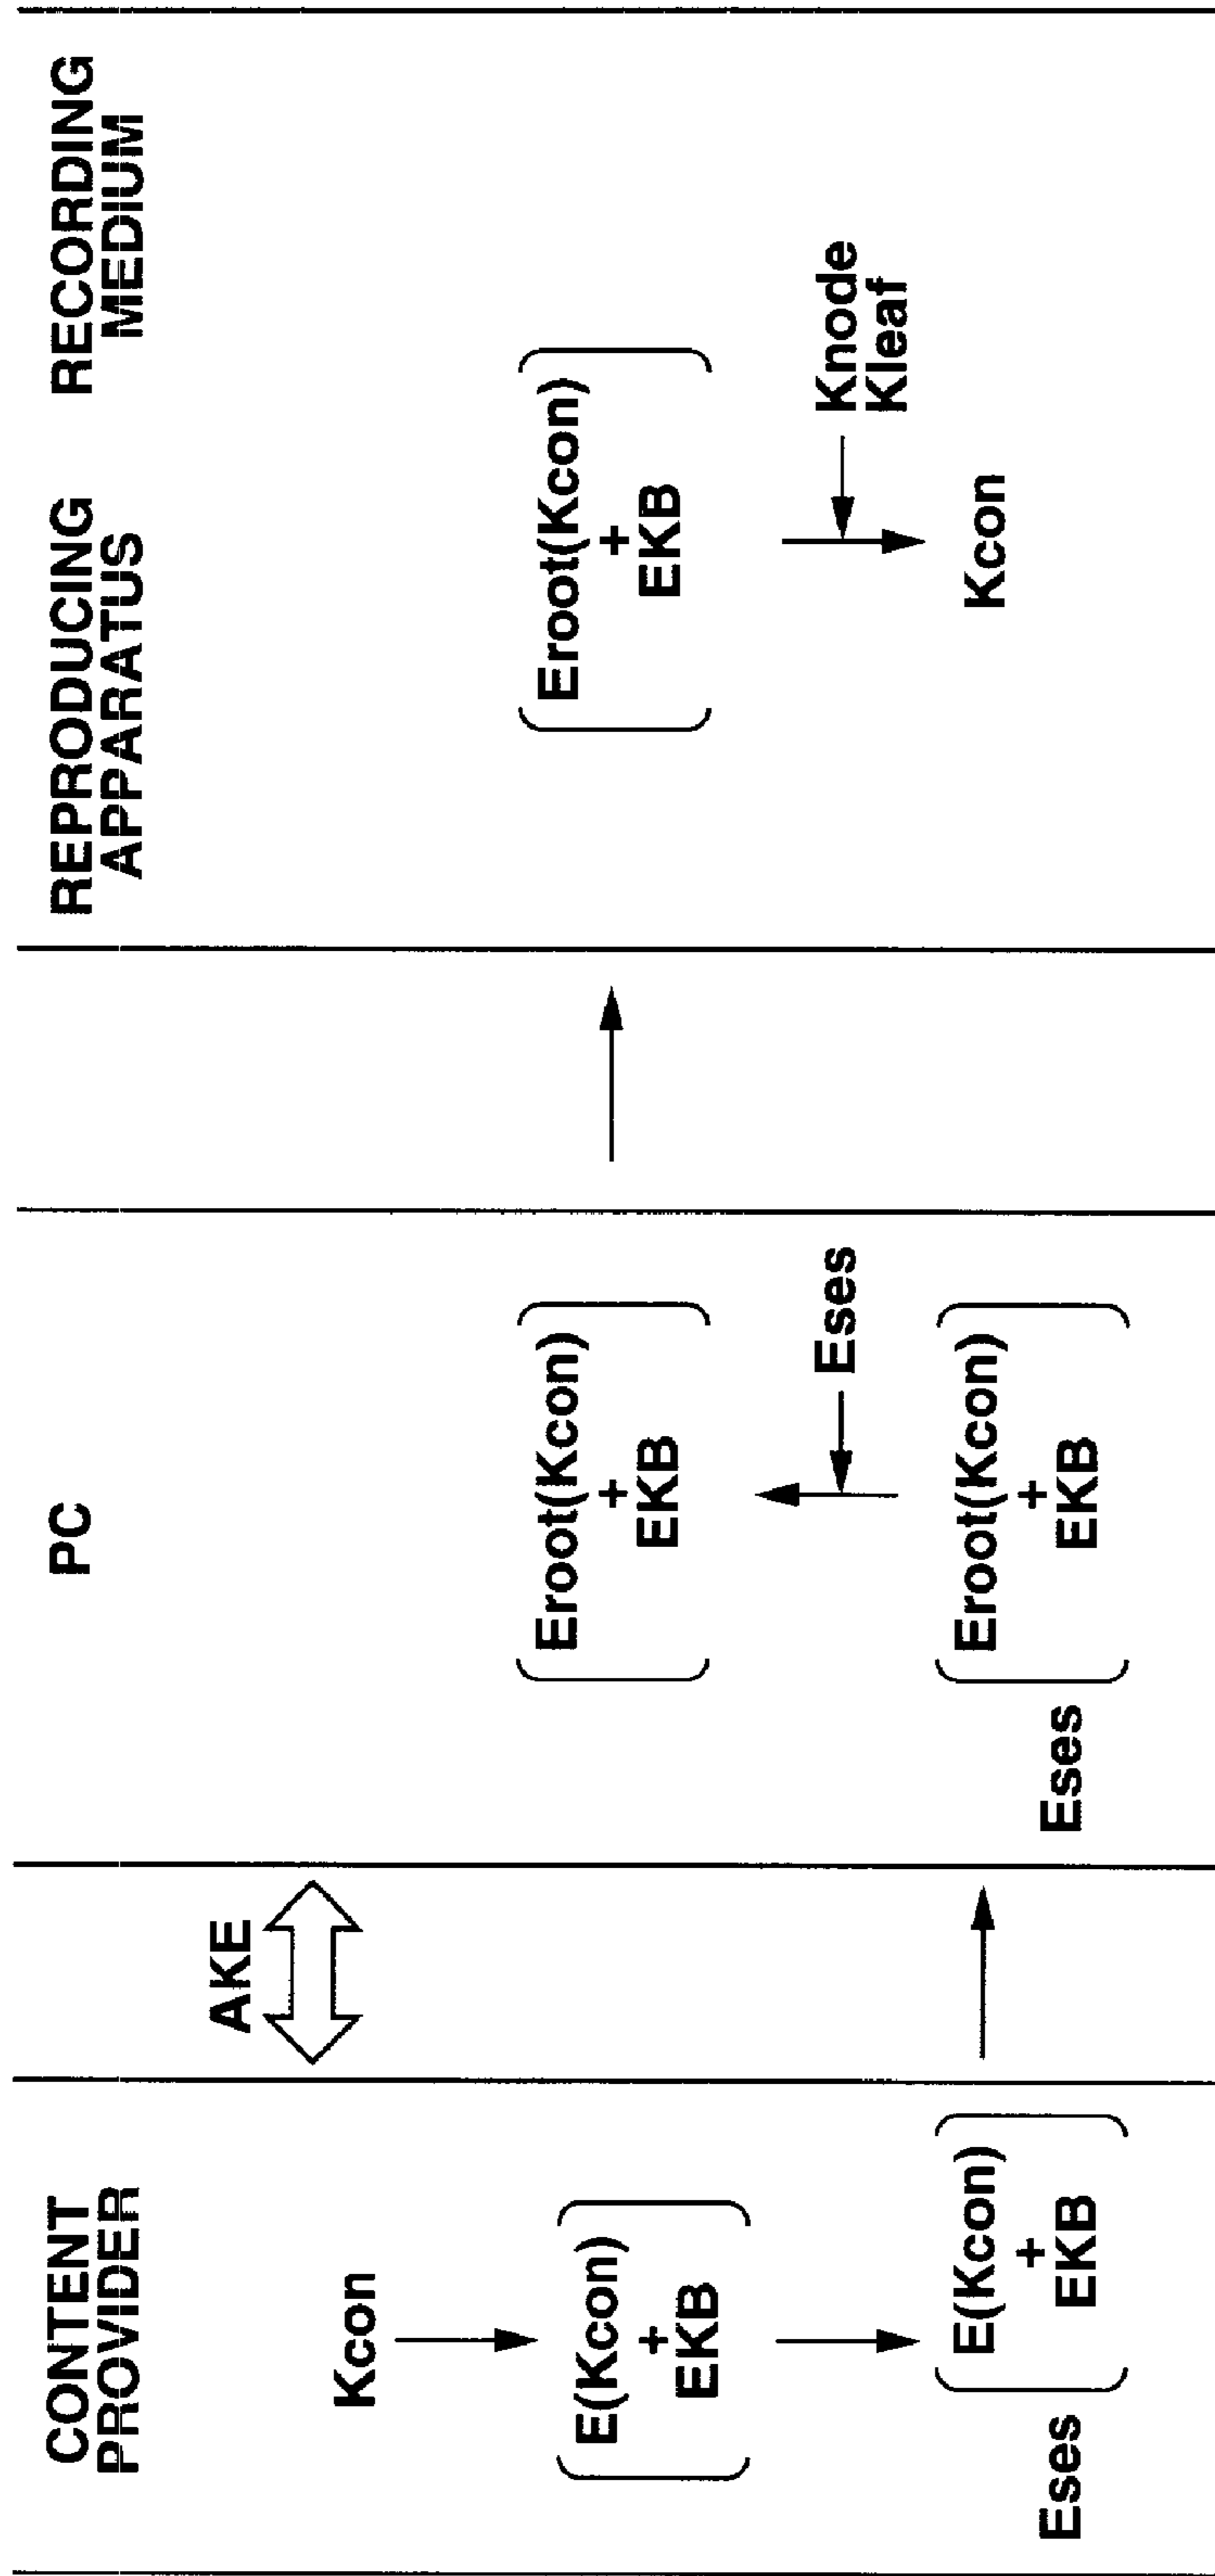 CONTENT
PROVIDER
Kcon
E(Kcon)
+
EKB
Eses
E(Kcon)
+
EKB
AKE
PC
Eroot(Kcon)
+
EKB
Eses
Eses
Eroot(Kcon)
+
EKB
REPRODUCING
APPARATUS
RECORDING
MEDIUM
Eroot(Kcon)
+
EKB
Knode
Kleaf
Kcon